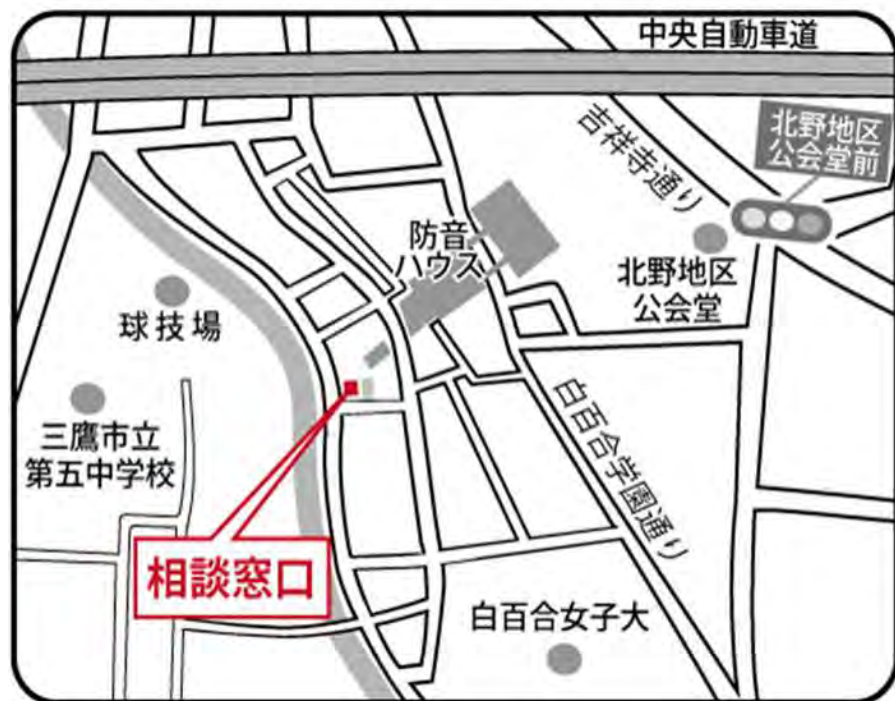 中央自動車道
吉祥寺通り
北野地区
公会堂前
防音
ハウス
北野地区
公会堂
球技場
三鷹市立
第五中学校
白百合学園通り
相談窓口
白百合女子大